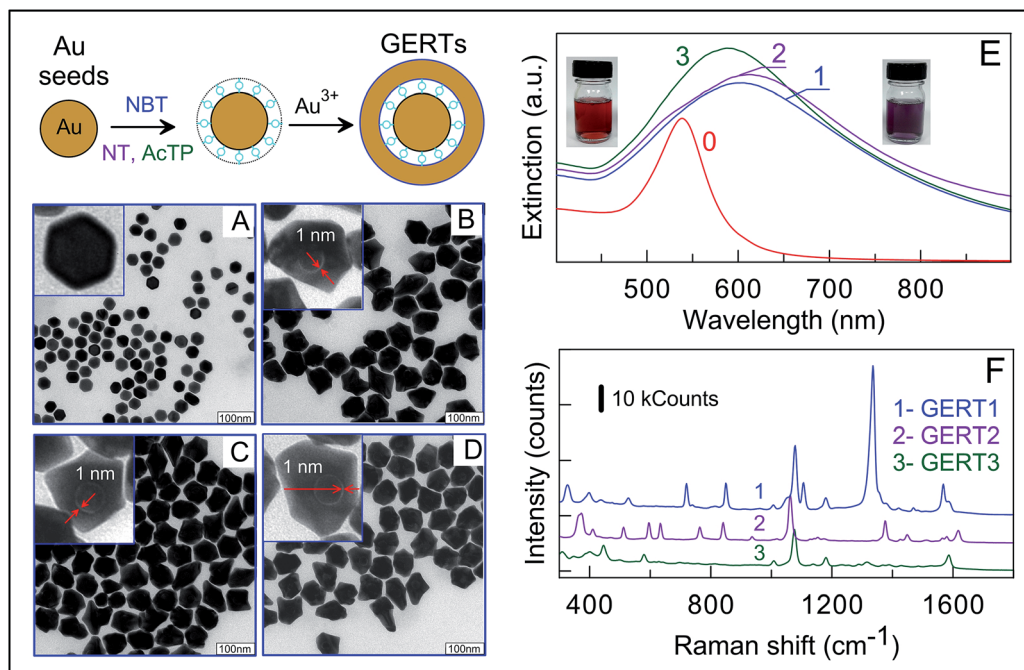 Au
seeds
Au
NBT
NT, AcTP
Au³⁺
GERTs
A
100nm
B
1 nm
100nm
C
1 nm
100nm
D
1 nm
100nm
E
3
2
1
0
Extinction (a.u.)
500
600
700
800
Wavelength (nm)
F
10 kCounts
1- GERT1
2- GERT2
3- GERT3
1
2
3
Intensity (counts)
400
800
1200
1600
Raman shift (cm⁻¹)